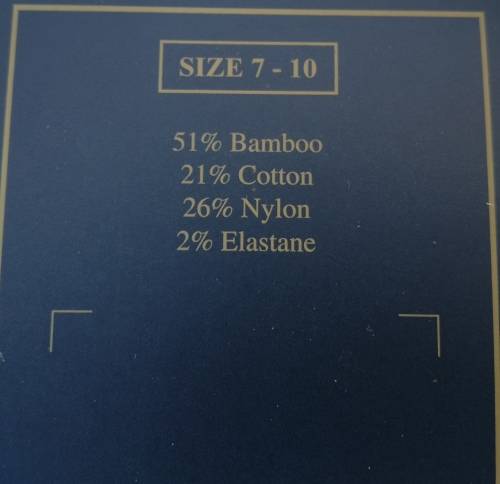 SIZE 7 - 10
51% Bamboo
21% Cotton
26% Nylon
2% Elastane